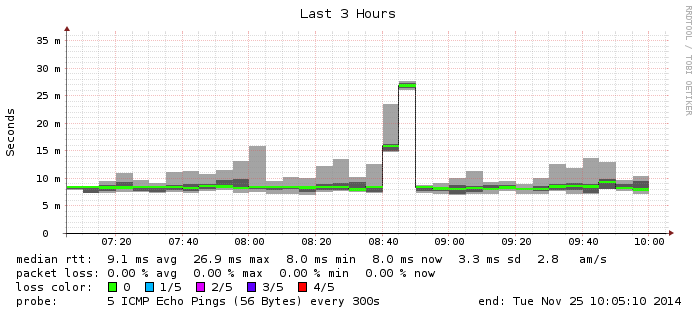 Last 3 Hours
RRDTOOL / TOBI OETIKER
Seconds
35 m
30 m
25 m
20 m
15 m
10 m
5 m
0
07:20 07:40 08:00 08:20 08:40 09:00 09:20 09:40 10:00
median rtt: 9.1 ms avg 26.9 ms max 8.0 ms min 8.0 ms now 3.3 ms sd 2.8 am/s
packet loss: 0.00 % avg 0.00 % max 0.00 % min 0.00 % now
loss color: 0 1/5 2/5 3/5 4/5
probe: 5 ICMP Echo Pings (56 Bytes) every 300s end: Tue Nov 25 10:05:10 2014